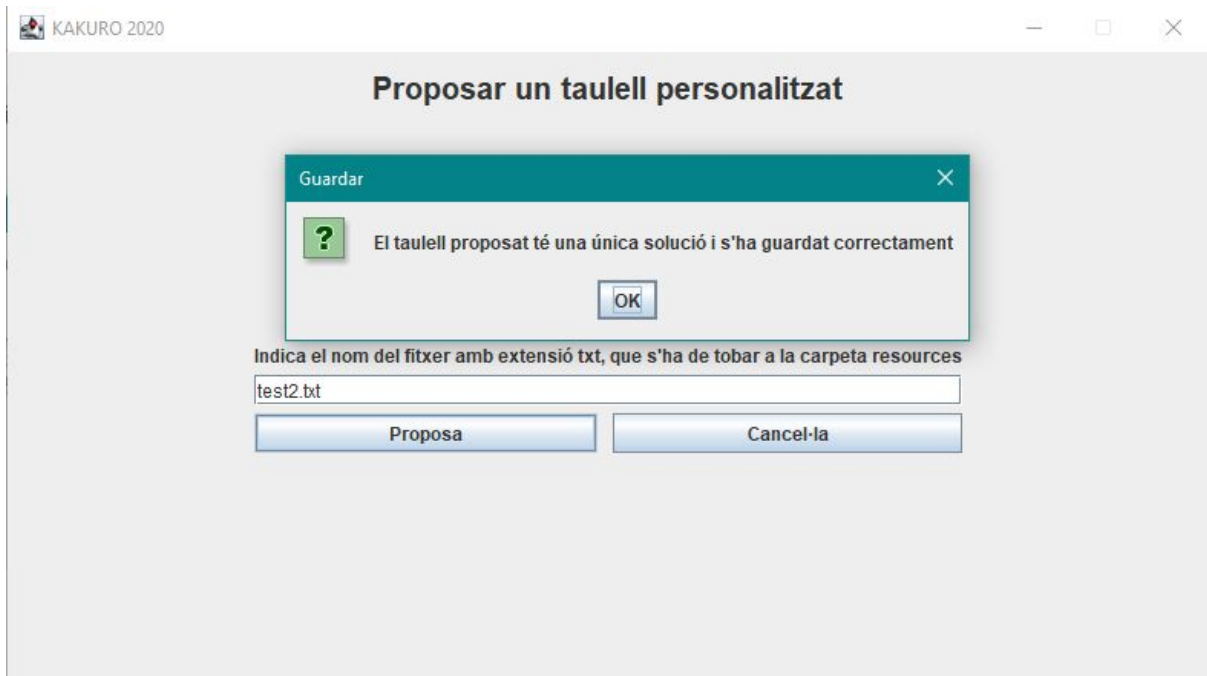 KAKURO 2020
Proposar un taulell personalitzat
Guardar
?
El taulell proposat té una única solució i s'ha guardat correctament
OK
Indica el nom del fitxer amb extensió txt, que s'ha de tobar a la carpeta resources
test2.txt
Proposa Cancel·la